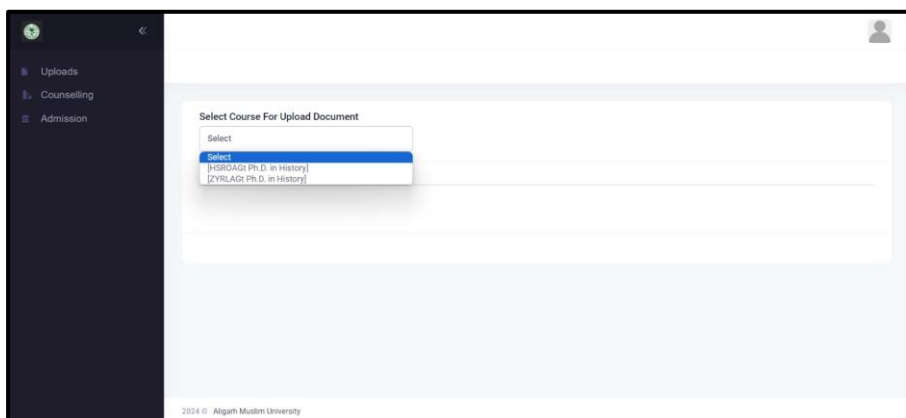 Uploads
Counselling
Admission
Select Course For Upload Document
Select
Select
[HSROAGt Ph.D. in History]
[ZYRLAGt Ph.D. in History]
2024 © Aligarh Muslim University